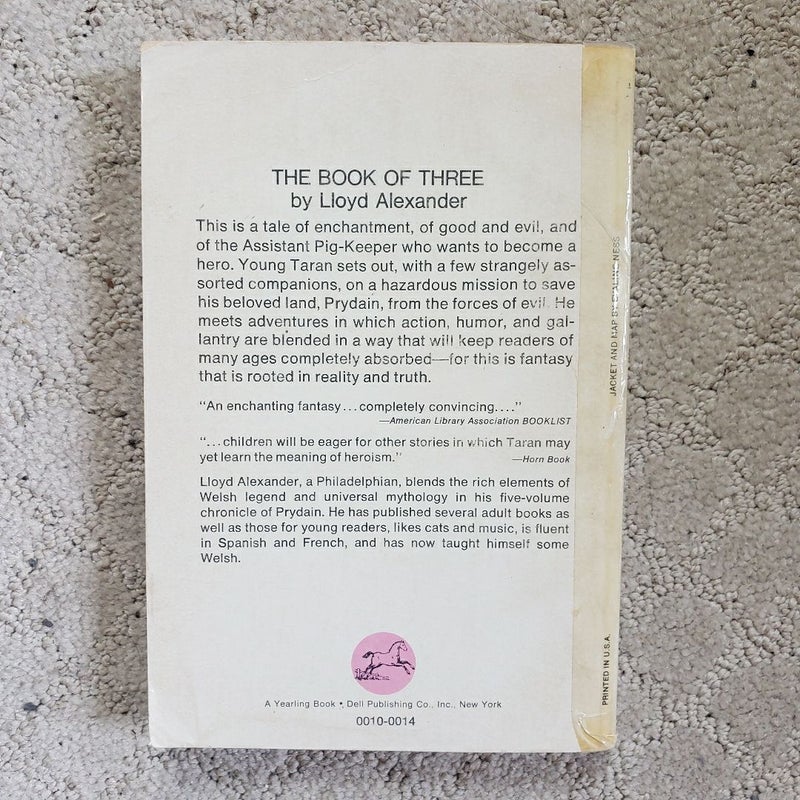 THE BOOK OF THREE
by Lloyd Alexander
This is a tale of enchantment, of good and evil, and
of the Assistant Pig-Keeper who wants to become a
hero. Young Taran sets out, with a few strangely as-
sorted companions, on a hazardous mission to save
his beloved land, Prydain, from the forces of evil. He
meets adventures in which action, humor, and gal-
lantry are blended in a way that will keep readers of
many ages completely absorbed—for this is fantasy
that is rooted in reality and truth.
“An enchanting fantasy...completely convincing....”
—American Library Association BOOKLIST
“...children will be eager for other stories in which Taran may
yet learn the meaning of heroism.”
—Horn Book
Lloyd Alexander, a Philadelphian, blends the rich elements of
Welsh legend and universal mythology in his five-volume
chronicle of Prydain. He has published several adult books as
well as those for young readers, likes cats and music, is fluent
in Spanish and French, and has now taught himself some
Welsh.
A Yearling Book • Dell Publishing Co., Inc., New York
0010-0014
JACKET AND MAP BY NESS
PRINTED IN U.S.A.